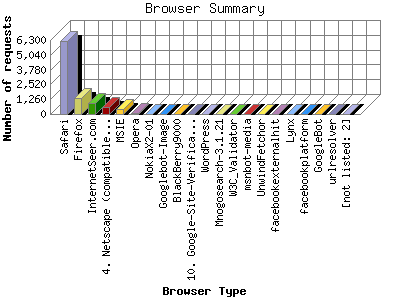 Browser Summary
Number of requests
6,300
5,040
3,780
2,520
1,260
0
Safari
Firefox
InternetSeer.com
4. Netscape (compatible...
MSIE
Opera
NokiaX2-01
Googlebot-Image
BlackBerry9000
10. Google-Site-Verifica...
WordPress
Mnogosearch-3.1.21
W3C_Validator
msnbot-media
UnwindFetchor
facebookexternalhit
Lynx
facebookplatform
GoogleBot
urlresolver
[not listed: 2]
Browser Type